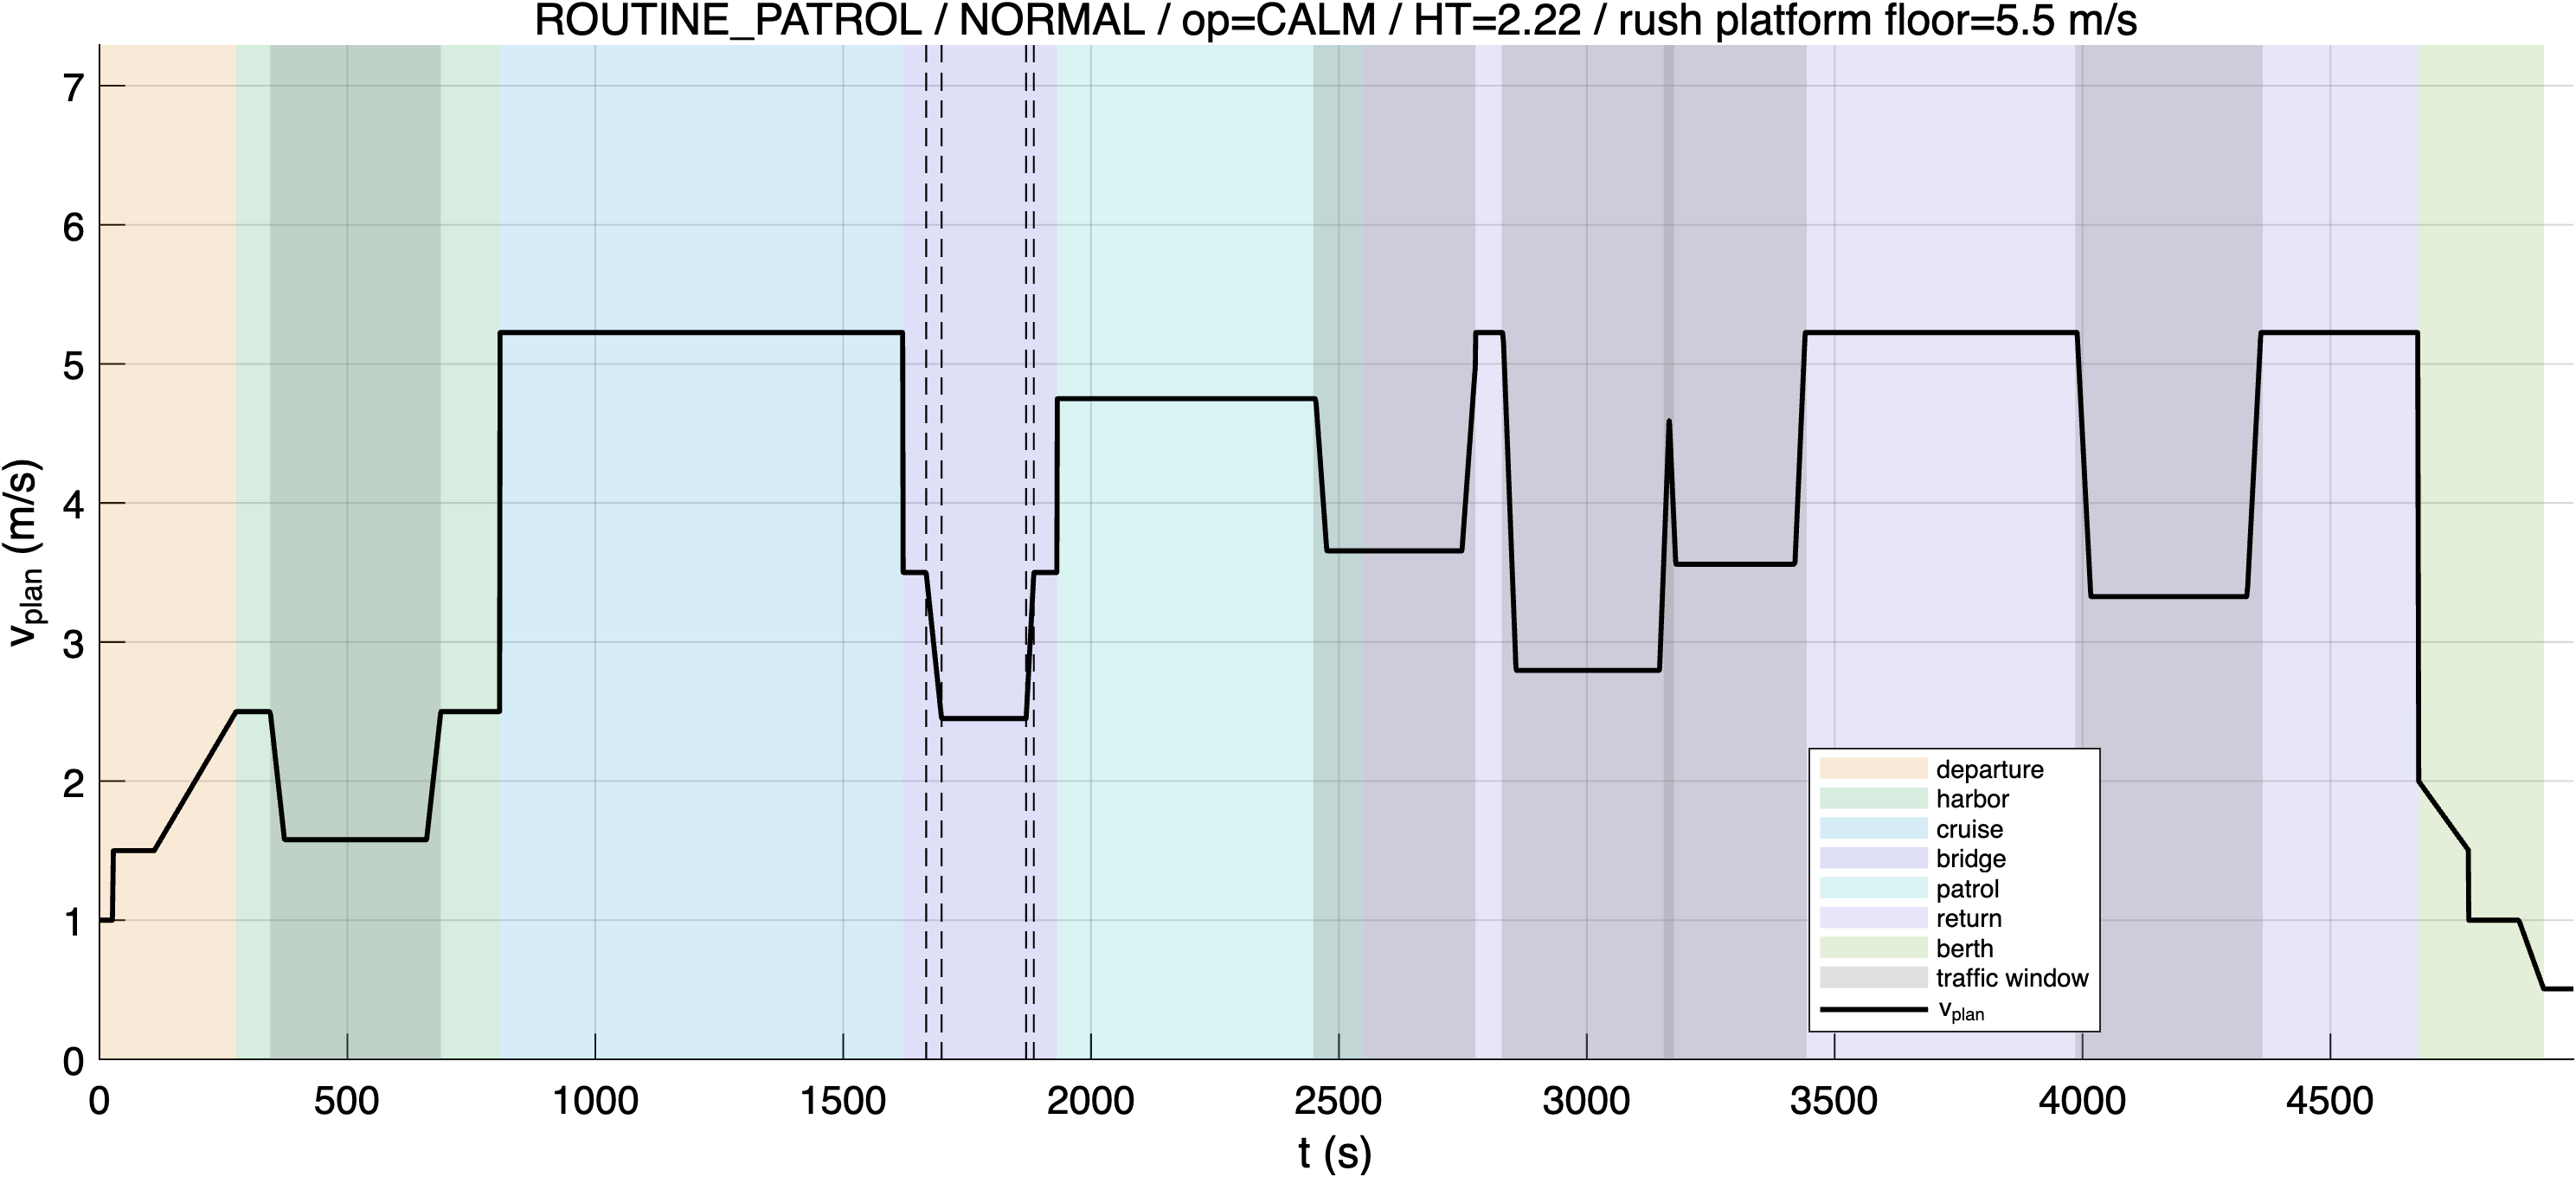 ROUTINE_PATROL / NORMAL / op=CALM / HT=2.22 / rush platform floor=5.5 m/s
7
6
5
4
3
2
1
0
v_plan (m/s)
0 500 1000 1500 2000 2500 3000 3500 4000 4500
t (s)
departure
harbor
cruise
bridge
patrol
return
berth
traffic window
v_plan